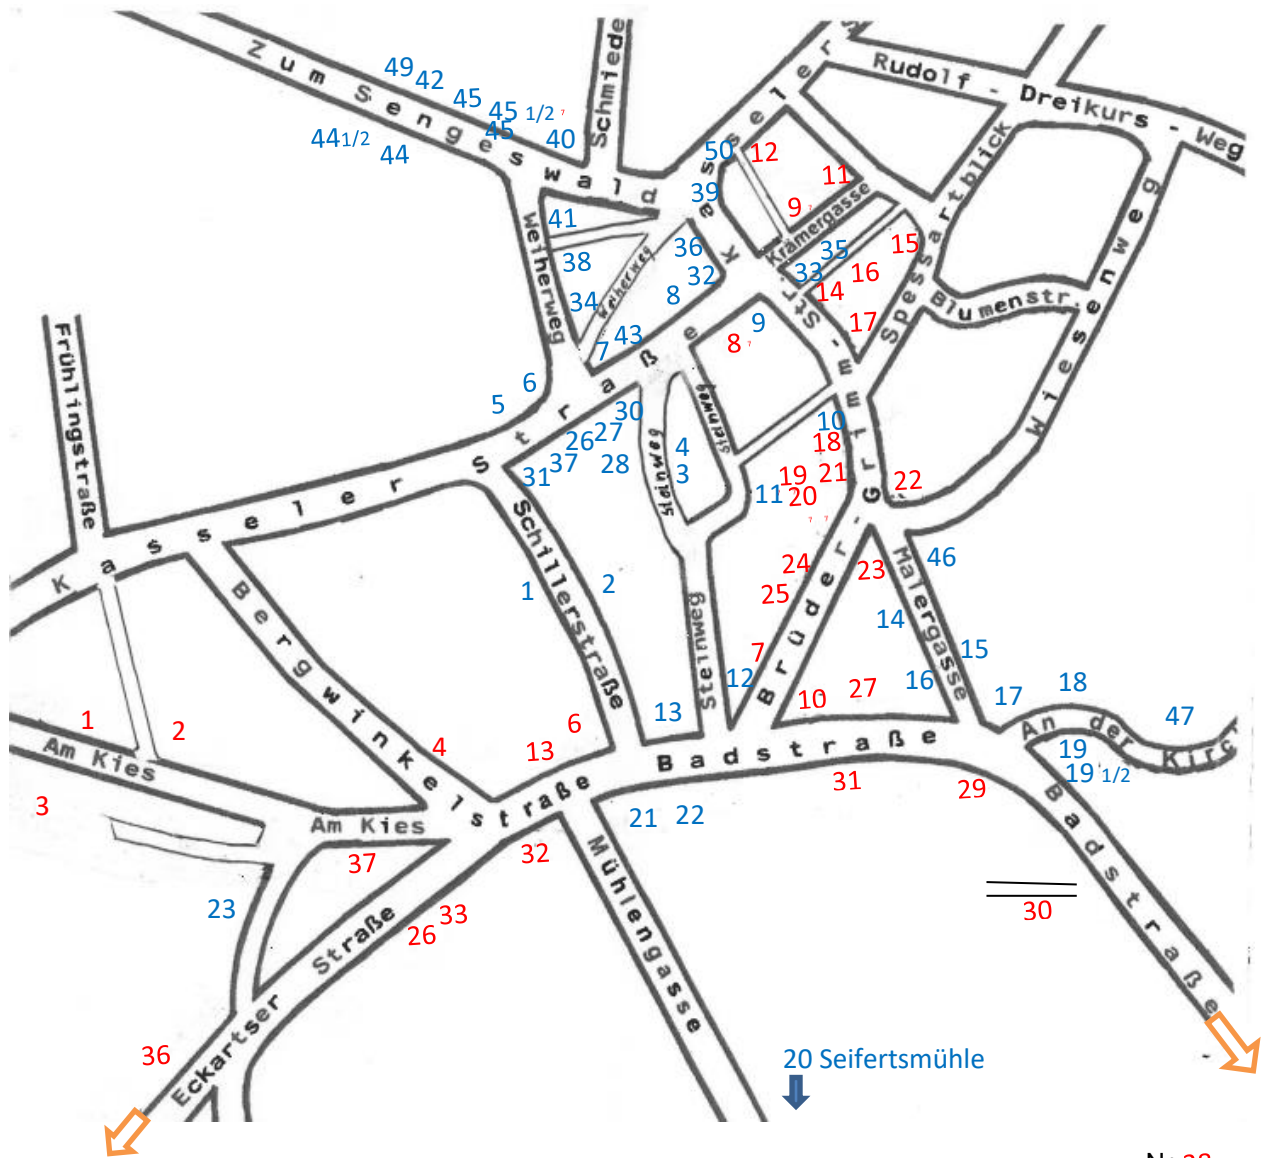 Zum Sengeswald
Schmiede
Kasseler Straße
Rudolf - Dreikurs - Weg
49
42
45
45 1/2 ?
45
40
44 1/2
44
50
12
11
39
9 ?
Krämergasse
Spessartblick
41
Weiherweg
Weiherweg
38
34
36
32
8
43
7
35
33
15
16
14
17
Blumenstr.
Wiesenweg
Frühlingstraße
9
8 ?
Brüder-Grimm-Str.
6
5
30
26
27
37
31
28
Steinweg
Steinweg
4
3
10
18
19
21
11
20
? ?
22
Kasseler Straße
Schillerstraße
1
2
24
25
23
46
Malergasse
14
15
Steinweg
7
12
16
10
27
13
17
18
47
An der Kirc
19
19 1/2
Bergwinkelstraße
1
2
Am Kies
3
4
13
6
Badstraße
31
29
Am Kies
37
32
21
22
Mühlengasse
Badstraße
30
23
33
26
Eckartser Straße
36
20 Seifertsmühle